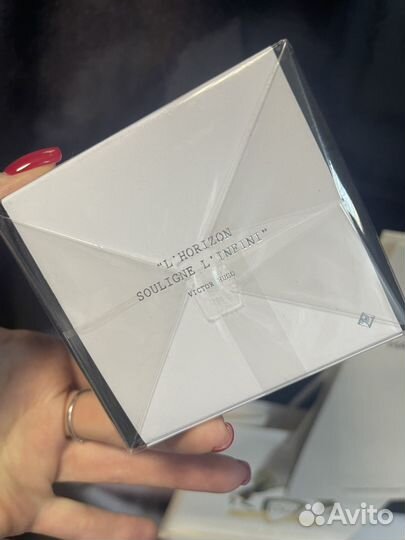 "L'HORIZON
SOULIGNE L'INFINI"
VICTOR HUGO
Avito